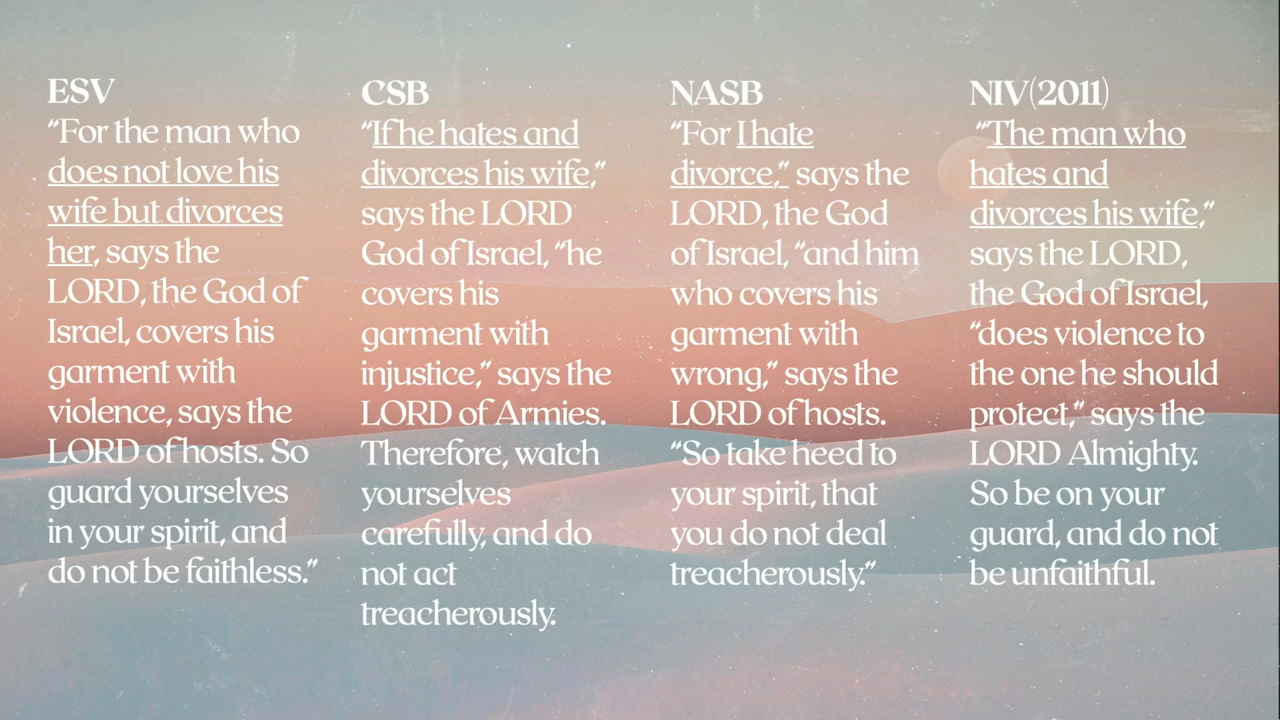 ESV
“For the man who
does not love his
wife but divorces
her, says the
LORD, the God of
Israel, covers his
garment with
violence, says the
LORD of hosts. So
guard yourselves
in your spirit, and
do not be faithless.”
CSB
“If he hates and
divorces his wife,”
says the LORD
God of Israel, “he
covers his
garment with
injustice,” says the
LORD of Armies.
Therefore, watch
yourselves
carefully, and do
not act
treacherously.
NASB
“For I hate
divorce,” says the
LORD, the God
of Israel, “and him
who covers his
garment with
wrong,” says the
LORD of hosts.
“So take heed to
your spirit, that
you do not deal
treacherously.”
NIV(2011)
“The man who
hates and
divorces his wife,”
says the LORD,
the God of Israel,
“does violence to
the one he should
protect,” says the
LORD Almighty.
So be on your
guard, and do not
be unfaithful.